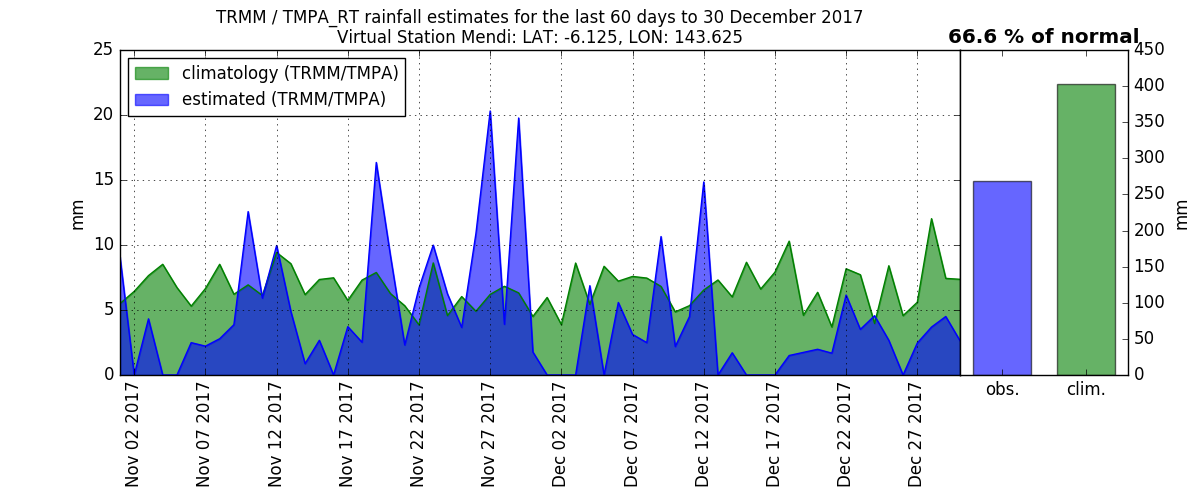 TRMM / TMPA_RT rainfall estimates for the last 60 days to 30 December 2017
Virtual Station Mendi: LAT: -6.125, LON: 143.625
66.6 % of normal
climatology (TRMM/TMPA)
estimated (TRMM/TMPA)
25
20
15
10
5
0
mm
Nov 02 2017
Nov 07 2017
Nov 12 2017
Nov 17 2017
Nov 22 2017
Nov 27 2017
Dec 02 2017
Dec 07 2017
Dec 12 2017
Dec 17 2017
Dec 22 2017
Dec 27 2017
450
400
350
300
250
200
150
100
50
0
mm
obs.
clim.